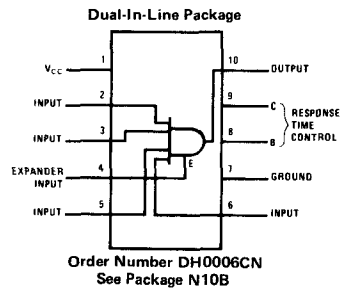 Dual-In-Line Package
VCC 1
10 OUTPUT
INPUT 2
9 C
INPUT 3
8 B
RESPONSE
TIME
CONTROL
EXPANDER
INPUT 4
E
7 GROUND
INPUT 5
6 INPUT
Order Number DH0006CN
See Package N10B